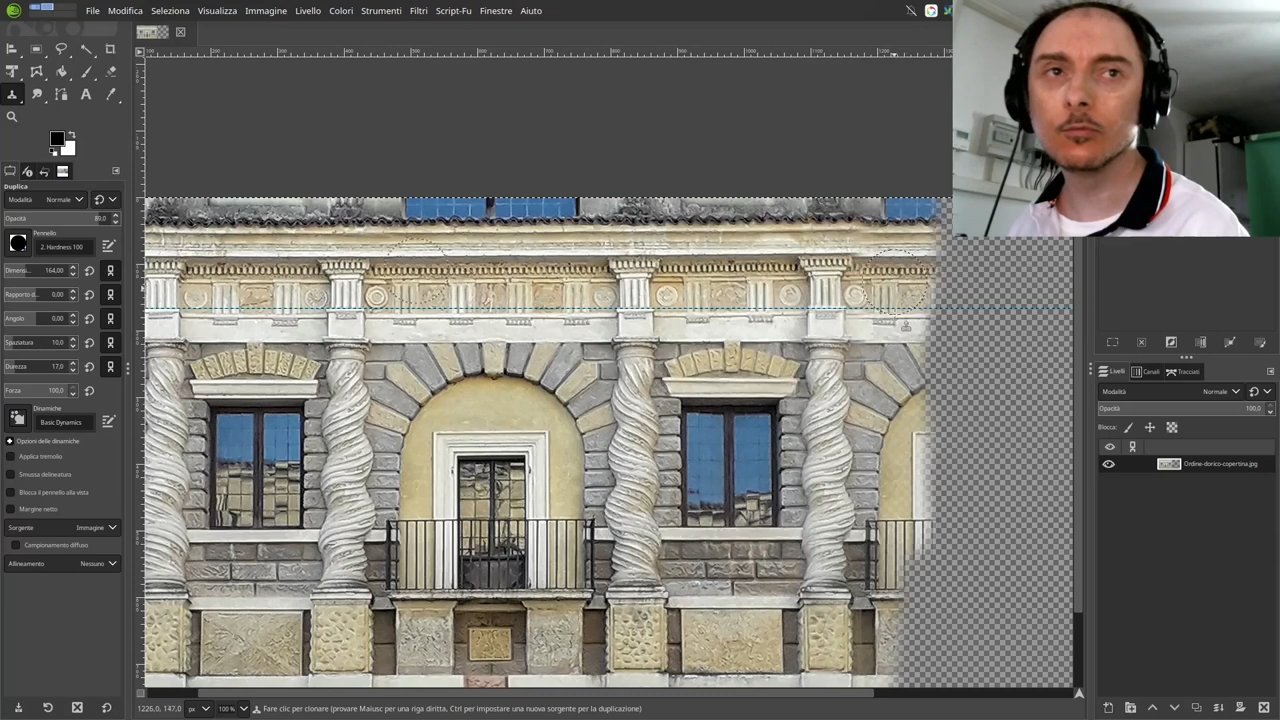 File Modifica Seleziona Visualizza Immagine Livello Colori Strumenti Filtri Script-Fu Finestre Aiuto
Duplica
Modalità Normale
Opacità 89,0
Pennello
2. Hardness 100
Dimensi... 164,00
Rapporto d... 0,00
Angolo 0,00
Spaziatura 10,0
Durezza 17,0
Forza 100,0
Dinamiche
Basic Dynamics
Opzioni delle dinamiche
Applica tremolio
Smussa delineatura
Blocca il pennello alla vista
Margine netto
Sorgente Immagine
Campionamento diffuso
Allineamento Nessuno
1226,0, 147,0 px 100 % Fare clic per clonare (provare Maiusc per una riga diritta, Ctrl per impostare una nuova sorgente per la duplicazione)
Livelli Canali Tracciati
Modalità Normale
Opacità 100,0
Blocca:
Ordine-dorico-copertina.jpg